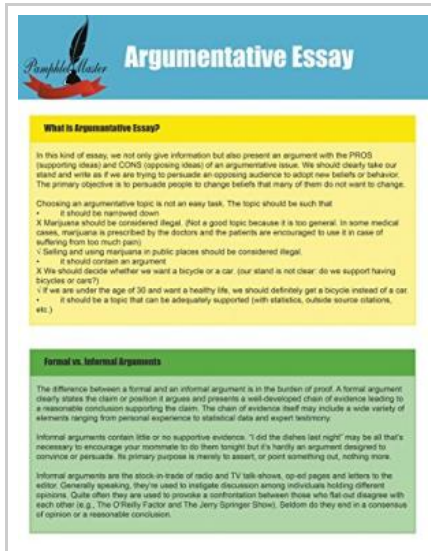 Pamphlet Master
Argumentative Essay
What is Argumantative Essay?
In this kind of essay, we not only give information but also present an argument with the PROS
(supporting ideas) and CONS (opposing ideas) of an argumentative issue. We should clearly take our
stand and write as if we are trying to persuade an opposing audience to adopt new beliefs or behavior.
The primary objective is to persuade people to change beliefs that many of them do not want to change.
Choosing an argumentative topic is not an easy task. The topic should be such that
• it should be narrowed down
X Marijuana should be considered illegal. (Not a good topic because it is too general. In some medical
cases, marijuana is prescribed by the doctors and the patients are encouraged to use it in case of
suffering from too much pain)
√ Selling and using marijuana in public places should be considered illegal.
• it should contain an argument
X We should decide whether we want a bicycle or a car. (our stand is not clear: do we support having
bicycles or cars?)
√ If we are under the age of 30 and want a healthy life, we should definitely get a bicycle instead of a car.
• it should be a topic that can be adequately supported (with statistics, outside source citations,
etc.)
Formal vs. Informal Arguments
The difference between a formal and an informal argument is in the burden of proof. A formal argument
clearly states the claim or position it argues and presents a well-developed chain of evidence leading to
a reasonable conclusion supporting the claim. The chain of evidence itself may include a wide variety of
elements ranging from personal experience to statistical data and expert testimony.
Informal arguments contain little or no supportive evidence. "I did the dishes last night" may be all that's
necessary to encourage your roommate to do them tonight but it's hardly an argument designed to
convince or persuade. Its primary purpose is merely to assert, or point something out, nothing more.
Informal arguments are the stock-in-trade of radio and TV talk-shows, op-ed pages and letters to the
editor. Generally speaking, they're used to instigate discussion among individuals holding different
opinions. Quite often they are used to provoke a confrontation between those who flat-out disagree with
each other (e.g., The O'Reilly Factor and The Jerry Springer Show). Seldom do they end in a consensus
of opinion or a reasonable conclusion.